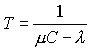 T = 1 / (μC − λ)